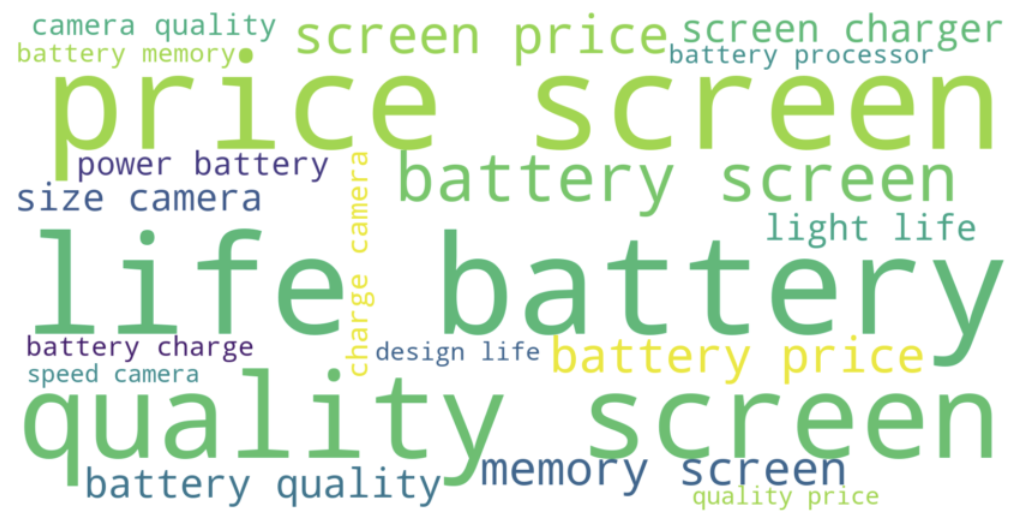 camera quality
screen price
screen charger
battery memory
battery processor
price screen
power battery
battery screen
size camera
charge camera
light life
life battery
battery charge
design life
battery price
speed camera
quality screen
memory screen
battery quality
quality price